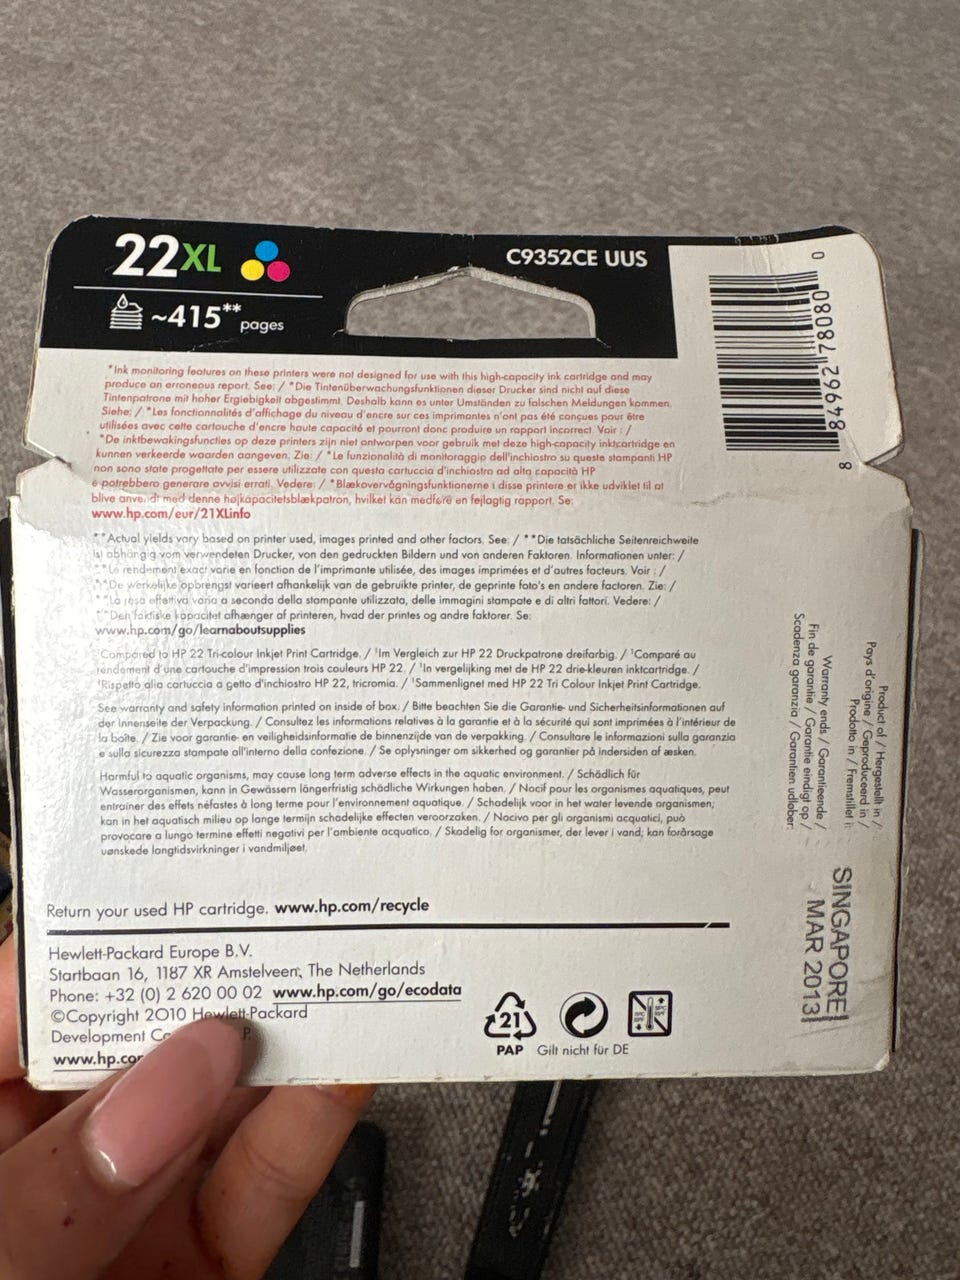 22XL
~415** pages
C9352CE UUS
0
8
*Ink monitoring features on these printers were not designed for use with this high-capacity ink cartridge and may
produce an erroneous report. See: / *Die Tintenüberwachungsfunktionen dieser Drucker sind nicht auf diese
Tintenpatrone mit hoher Ergiebigkeit abgestimmt. Deshalb kann es unter Umständen zu falschen Meldungen kommen.
Siehe: / *Les fonctionnalités d'affichage du niveau d'encre sur ces imprimantes n'ont pas été conçues pour être
utilisées avec cette cartouche d'encre haute capacité et pourront donc produire un rapport incorrect. Voir : /
*De inktbewakingsfuncties op deze printers zijn niet ontworpen voor gebruik met deze high-capacity inktcartridge en
kunnen verkeerde waarden aangeven. Zie: / *Le funzionalità di monitoraggio dell'inchiostro su queste stampanti HP
non sono state progettate per essere utilizzate con questa cartuccia d'inchiostro ad alta capacità HP
e potrebbero generare avvisi errati. Vedere: / *Blækovervågningsfunktionerne i disse printere er ikke udviklet til at
blive anvendt med denne højkapacitetsblækpatron, hvilket kan medføre en fejlagtig rapport. Se:
www.hp.com/eur/21XLinfo
**Actual yields vary based on printer used, images printed and other factors. See: / **Die tatsächliche Seitenreichweite
ist abhängig vom verwendeten Drucker, von den gedruckten Bildern und von anderen Faktoren. Informationen unter: /
**Le rendement exact varie en fonction de l'imprimante utilisée, des images imprimées et d'autres facteurs. Voir : /
**De werkelijke opbrengst varieert afhankelijk van de gebruikte printer, de geprinte foto's en andere factoren. Zie: /
**La resa effettiva varia a seconda della stampante utilizzata, delle immagini stampate e di altri fattori. Vedere: /
**Den faktiske kapacitet afhænger af printeren, hvad der printes og andre faktorer. Se:
www.hp.com/go/learnaboutsupplies
¹Compared to HP 22 Tri-colour Inkjet Print Cartridge. / ¹Im Vergleich zur HP 22 Druckpatrone dreifarbig. / ¹Comparé au
rendement d'une cartouche d'impression trois couleurs HP 22. / ¹In vergelijking met de HP 22 drie-kleuren inktcartridge. /
¹Rispetto alla cartuccia a getto d'inchiostro HP 22, tricromia. / ¹Sammenlignet med HP 22 Tri Colour Inkjet Print Cartridge.
See warranty and safety information printed on inside of box. / Bitte beachten Sie die Garantie- und Sicherheitsinformationen auf
der Innenseite der Verpackung. / Consultez les informations relatives à la garantie et à la sécurité qui sont imprimées à l'intérieur de
la boîte. / Zie voor garantie- en veiligheidsinformatie de binnenzijde van de verpakking. / Consultare le informazioni sulla garanzia
e sulla sicurezza stampate all'interno della confezione. / Se oplysninger om sikkerhed og garantier på indersiden af æsken.
Harmful to aquatic organisms, may cause long term adverse effects in the aquatic environment. / Schädlich für
Wasserorganismen, kann in Gewässern längerfristig schädliche Wirkungen haben. / Nocif pour les organismes aquatiques, peut
entraîner des effets néfastes à long terme pour l'environnement aquatique. / Schadelijk voor in het water levende organismen;
kan in het aquatisch milieu op lange termijn schadelijke effecten veroorzaken. / Nocivo per gli organismi acquatici, può
provocare a lungo termine effetti negativi per l'ambiente acquatico. / Skadelig for organismer, der lever i vand; kan forårsage
uønskede langtidsvirkninger i vandmiljøet.
Product of / Hergestellt in /
Pays d'origine / Geproduceerd in /
Prodotto in / Fremstillet i:
Warranty ends / Garantieende /
Fin de garantie / Garantie eindigt op /
Scadenza garanzia / Garantien udløber:
SINGAPORE
MAR 2013
Return your used HP cartridge. www.hp.com/recycle
Hewlett-Packard Europe B.V.
Startbaan 16, 1187 XR Amstelveen, The Netherlands
Phone: +32 (0) 2 620 00 02 www.hp.com/go/ecodata
©Copyright 2010 Hewlett-Packard
Development
www.hp.co
21
PAP
Gilt nicht für DE